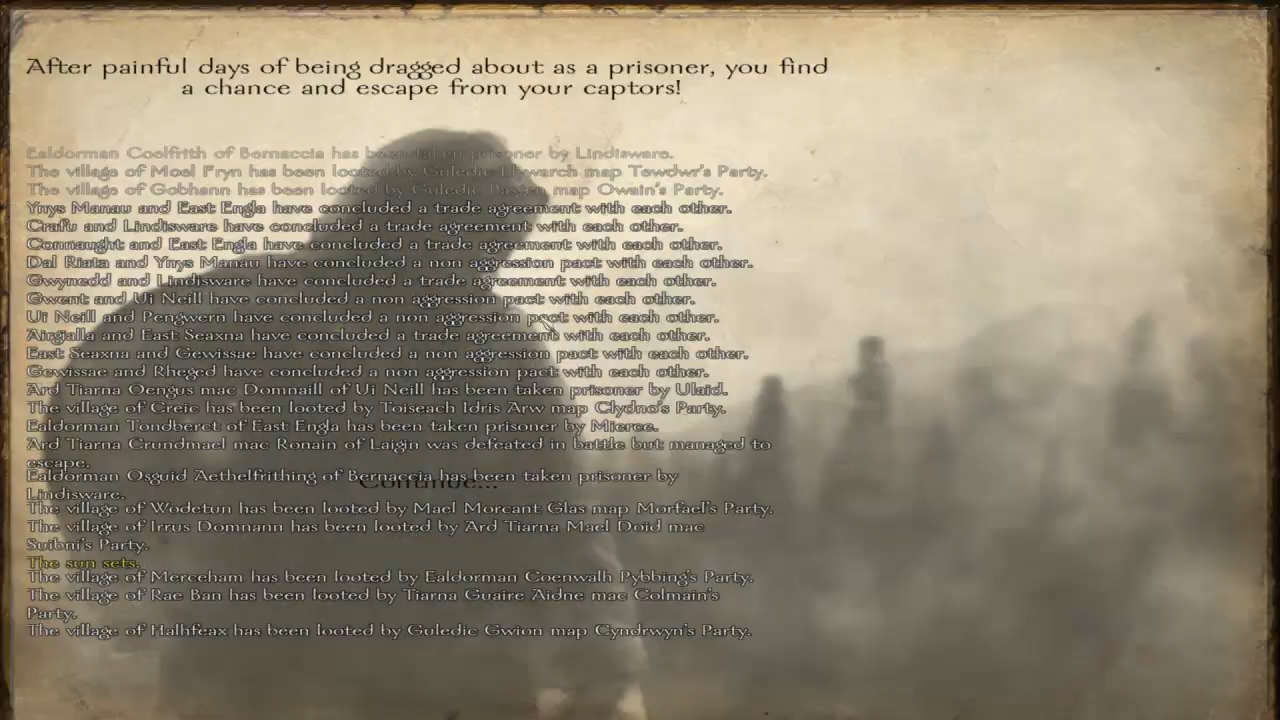 After painful days of being dragged about as a prisoner, you find
a chance and escape from your captors!
Ealdorman Coelfrith of Bernaccia has been taken prisoner by Lindisware.
The village of Moel Fryn has been looted by Guledic Llywarch map Tewdwr's Party.
The village of Gobhann has been looted by Guledic Pascen map Owain's Party.
Ynys Manau and East Engla have concluded a trade agreement with each other.
Crafu and Lindisware have concluded a trade agreement with each other.
Connaught and East Engla have concluded a trade agreement with each other.
Dal Riata and Ynys Manau have concluded a non aggression pact with each other.
Gwynedd and Lindisware have concluded a trade agreement with each other.
Gwent and Ui Neill have concluded a non aggression pact with each other.
Ui Neill and Pengwern have concluded a non aggression pact with each other.
Airgialla and East Seaxna have concluded a trade agreement with each other.
East Seaxna and Gewissae have concluded a non aggression pact with each other.
Gewissae and Rheged have concluded a non aggression pact with each other.
Ard Tiarna Oengus mac Domnaill of Ui Neill has been taken prisoner by Ulaid.
The village of Creic has been looted by Toiseach Idris Arw map Clydno's Party.
Ealdorman Tondberct of East Engla has been taken prisoner by Mierce.
Ard Tiarna Crundmael mac Ronain of Laigin was defeated in battle but managed to
escape.
Ealdorman Osguid Aethelfrithing of Bernaccia has been taken prisoner by
Continue...
Lindisware.
The village of Wodetun has been looted by Mael Morcant Glas map Morfael's Party.
The village of Irrus Domnann has been looted by Ard Tiarna Mael Doid mac
Suibni's Party.
The sun sets.
The village of Merceham has been looted by Ealdorman Coenwalh Pybbing's Party.
The village of Rae Ban has been looted by Tiarna Guaire Aidne mac Colmain's
Party.
The village of Halhfeax has been looted by Guledic Gwion map Cyndrwyn's Party.